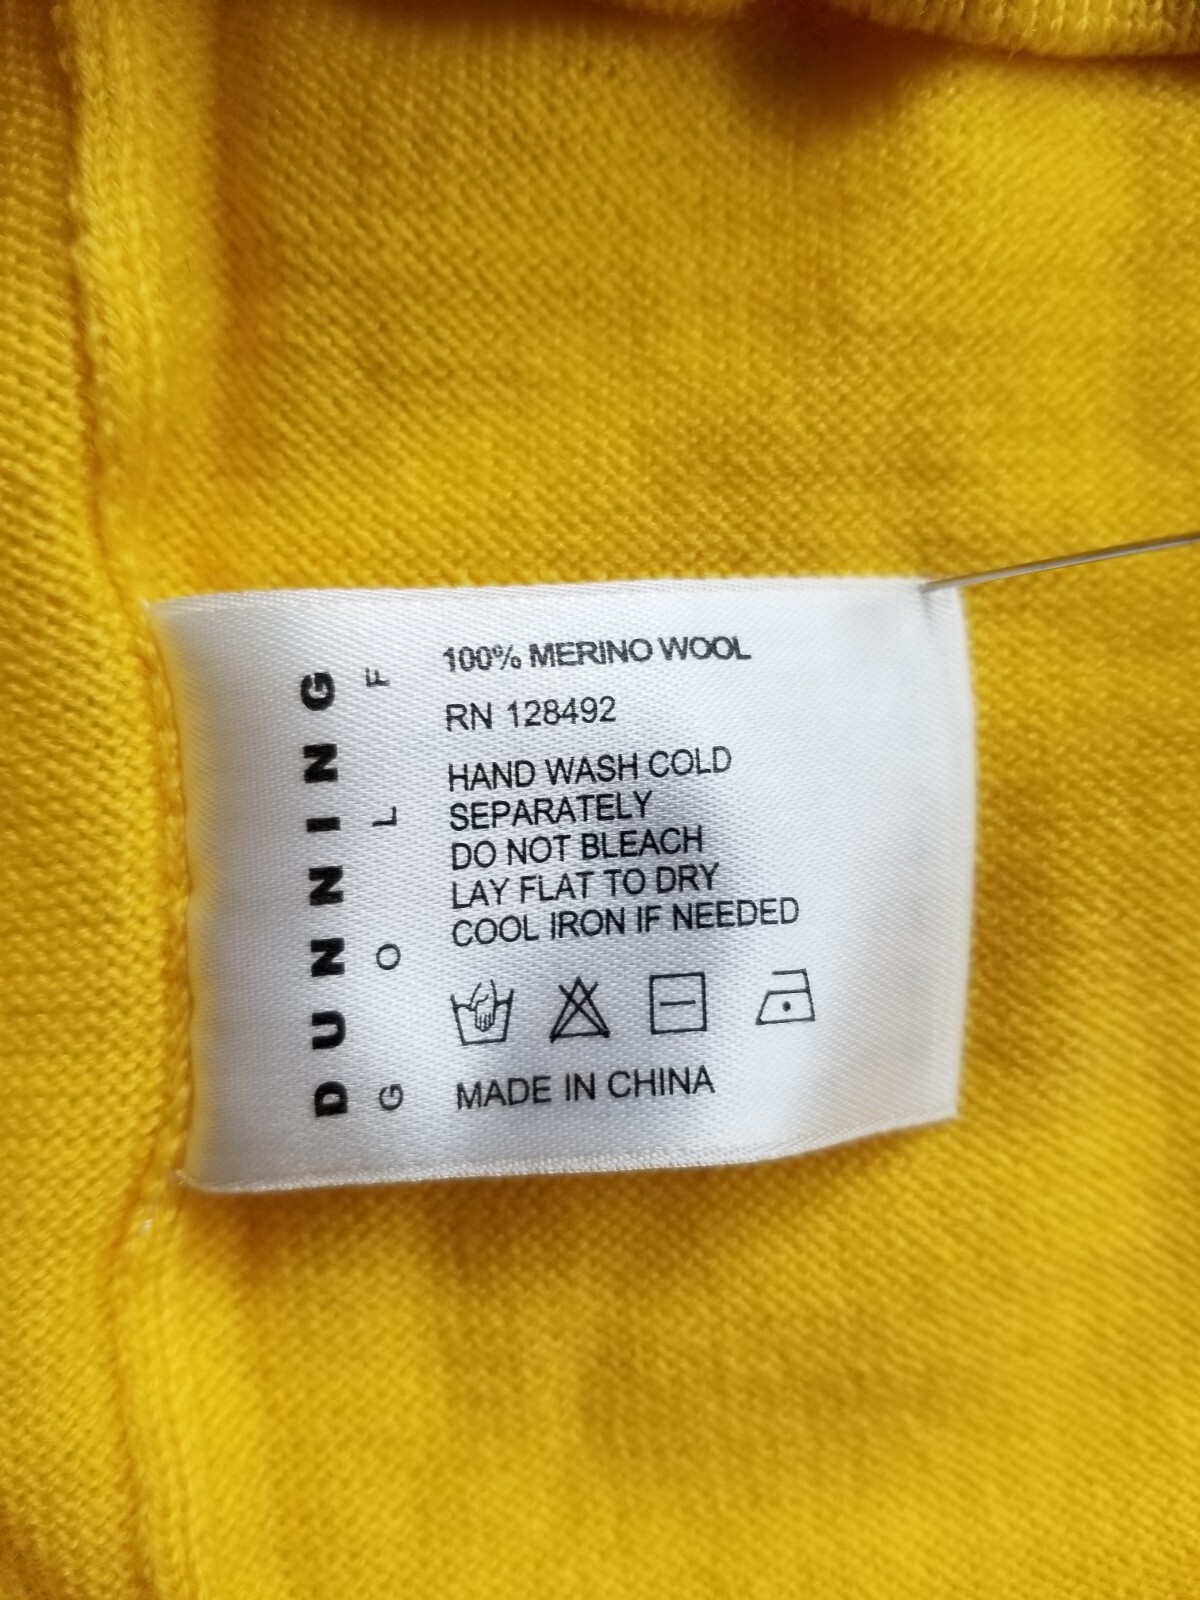 DUNNING
GOLF
100% MERINO WOOL
RN 128492
HAND WASH COLD
SEPARATELY
DO NOT BLEACH
LAY FLAT TO DRY
COOL IRON IF NEEDED
MADE IN CHINA